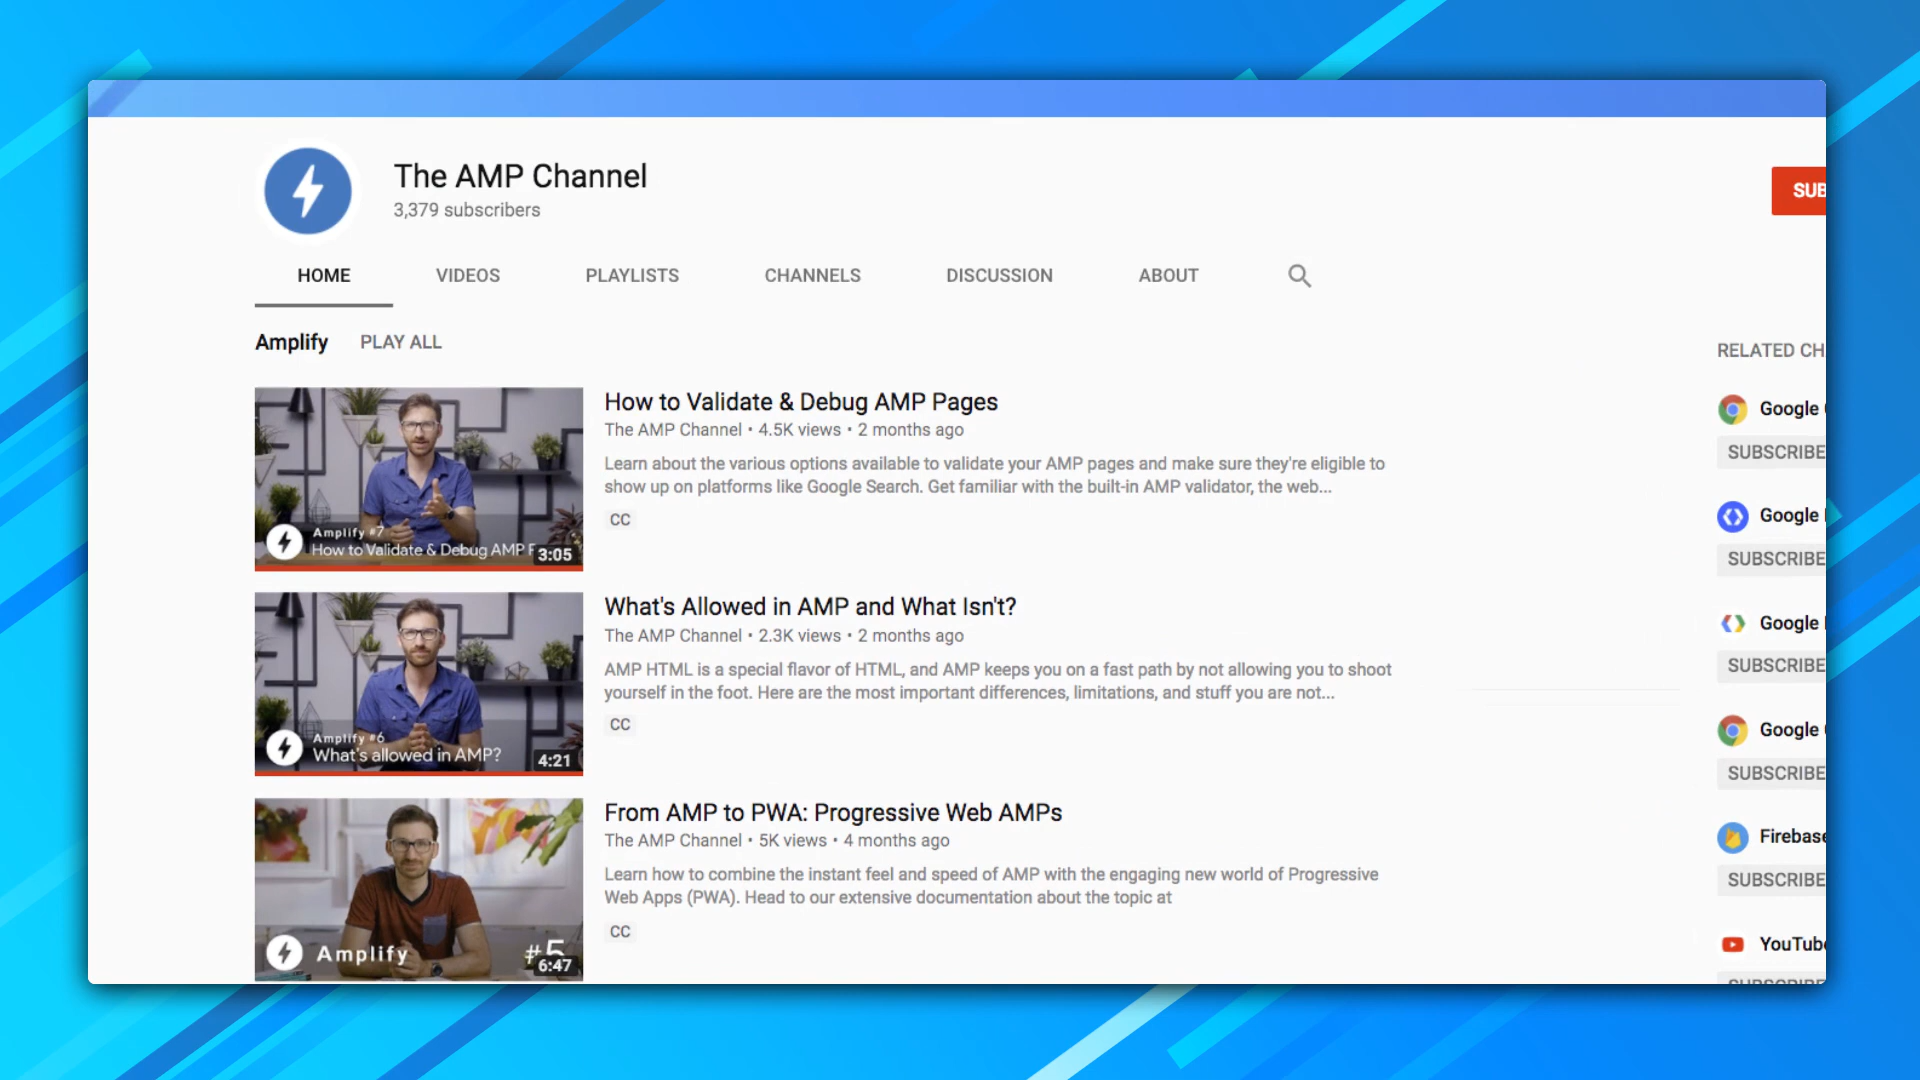 The AMP Channel
3,379 subscribers
SUB
HOME
VIDEOS
PLAYLISTS
CHANNELS
DISCUSSION
ABOUT
Amplify
PLAY ALL
Amplify #7
How to Validate & Debug AMP
3:05
How to Validate & Debug AMP Pages
The AMP Channel • 4.5K views • 2 months ago
Learn about the various options available to validate your AMP pages and make sure they're eligible to
show up on platforms like Google Search. Get familiar with the built-in AMP validator, the web...
CC
Amplify #6
What's allowed in AMP?
4:21
What's Allowed in AMP and What Isn't?
The AMP Channel • 2.3K views • 2 months ago
AMP HTML is a special flavor of HTML, and AMP keeps you on a fast path by not allowing you to shoot
yourself in the foot. Here are the most important differences, limitations, and stuff you are not...
CC
Amplify
#5
6:47
From AMP to PWA: Progressive Web AMPs
The AMP Channel • 5K views • 4 months ago
Learn how to combine the instant feel and speed of AMP with the engaging new world of Progressive
Web Apps (PWA). Head to our extensive documentation about the topic at
CC
RELATED CH
Google
SUBSCRIBE
Google
SUBSCRIBE
Google
SUBSCRIBE
Google
SUBSCRIBE
Firebase
SUBSCRIBE
YouTube
SUBSCRIBE